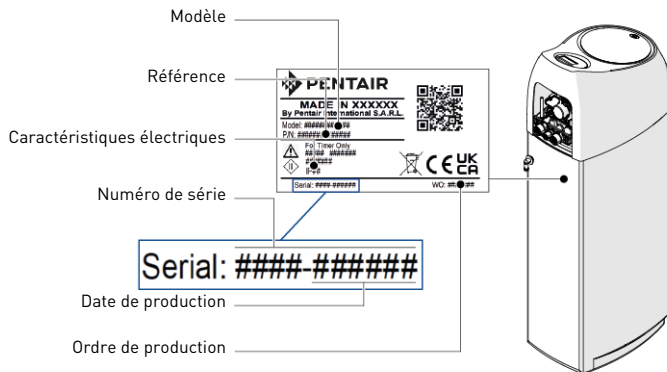 Modèle
Référence
Caractéristiques électriques
Numéro de série
Date de production
Ordre de production
PENTAIR
MADE IN XXXXXX
By Pentair International S.A.R.L.
Model: ##########
P/N: ###########
For Timer Only
##/## #######
##/####
IP##
Serial: ####-######
WO: ##/####
CE
UK
CA
Serial: ####-######